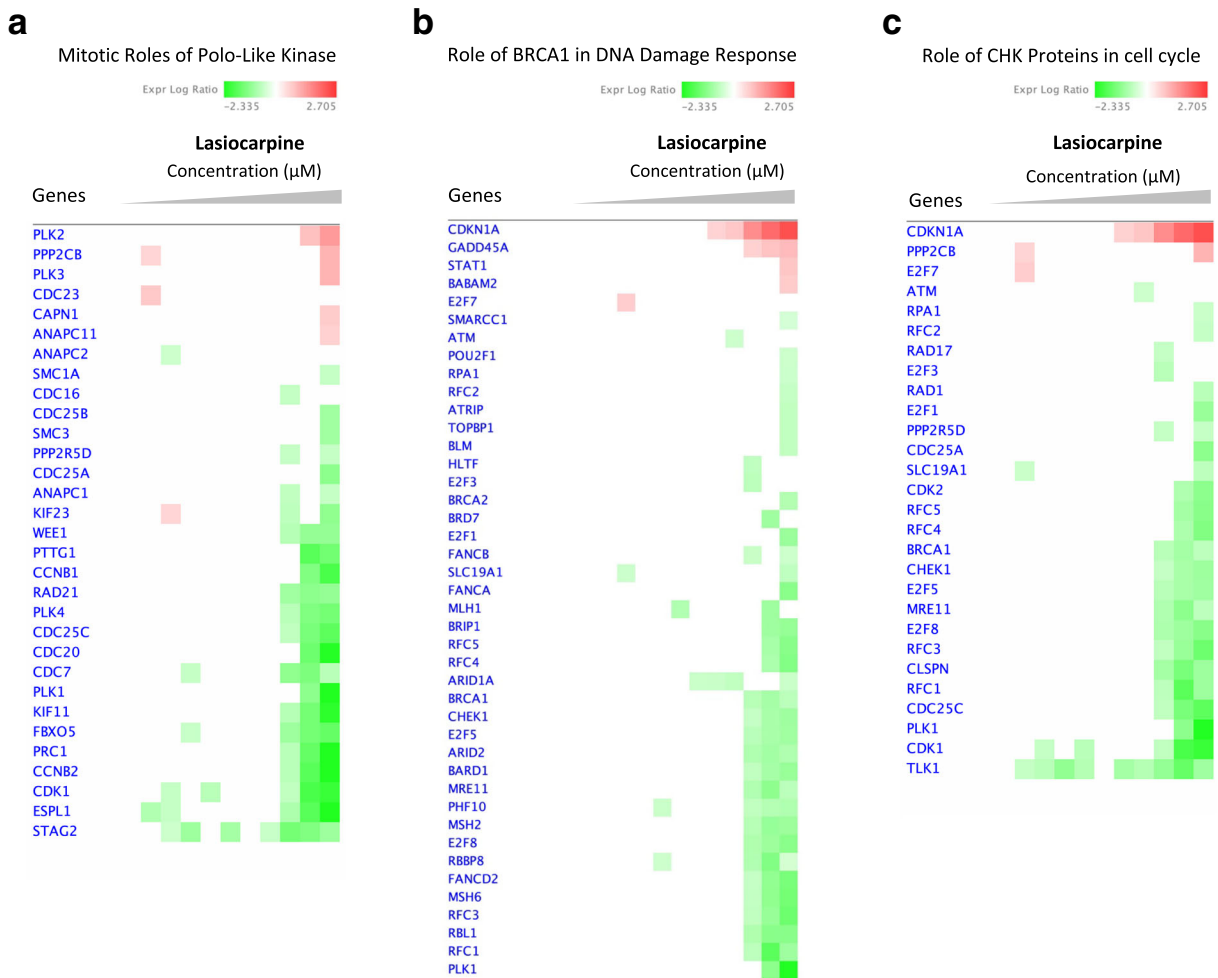 a
Mitotic Roles of Polo-Like Kinase
Expr Log Ratio
-2.335 2.705
Lasiocarpine
Concentration (µM)
Genes
PLK2
PPP2CB
PLK3
CDC23
CAPN1
ANAPC11
ANAPC2
SMC1A
CDC16
CDC25B
SMC3
PPP2R5D
CDC25A
ANAPC1
KIF23
WEE1
PTTG1
CCNB1
RAD21
PLK4
CDC25C
CDC20
CDC7
PLK1
KIF11
FBXO5
PRC1
CCNB2
CDK1
ESPL1
STAG2
b
Role of BRCA1 in DNA Damage Response
Expr Log Ratio
-2.335 2.705
Lasiocarpine
Concentration (µM)
Genes
CDKN1A
GADD45A
STAT1
BABAM2
E2F7
SMARCC1
ATM
POU2F1
RPA1
RFC2
ATRIP
TOPBP1
BLM
HLTF
E2F3
BRCA2
BRD7
E2F1
FANCB
SLC19A1
FANCA
MLH1
BRIP1
RFC5
RFC4
ARID1A
BRCA1
CHEK1
E2F5
ARID2
BARD1
MRE11
PHF10
MSH2
E2F8
RBBP8
FANCD2
MSH6
RFC3
RBL1
RFC1
PLK1
c
Role of CHK Proteins in cell cycle
Expr Log Ratio
-2.335 2.705
Lasiocarpine
Concentration (µM)
Genes
CDKN1A
PPP2CB
E2F7
ATM
RPA1
RFC2
RAD17
E2F3
RAD1
E2F1
PPP2R5D
CDC25A
SLC19A1
CDK2
RFC5
RFC4
BRCA1
CHEK1
E2F5
MRE11
E2F8
RFC3
CLSPN
RFC1
CDC25C
PLK1
CDK1
TLK1